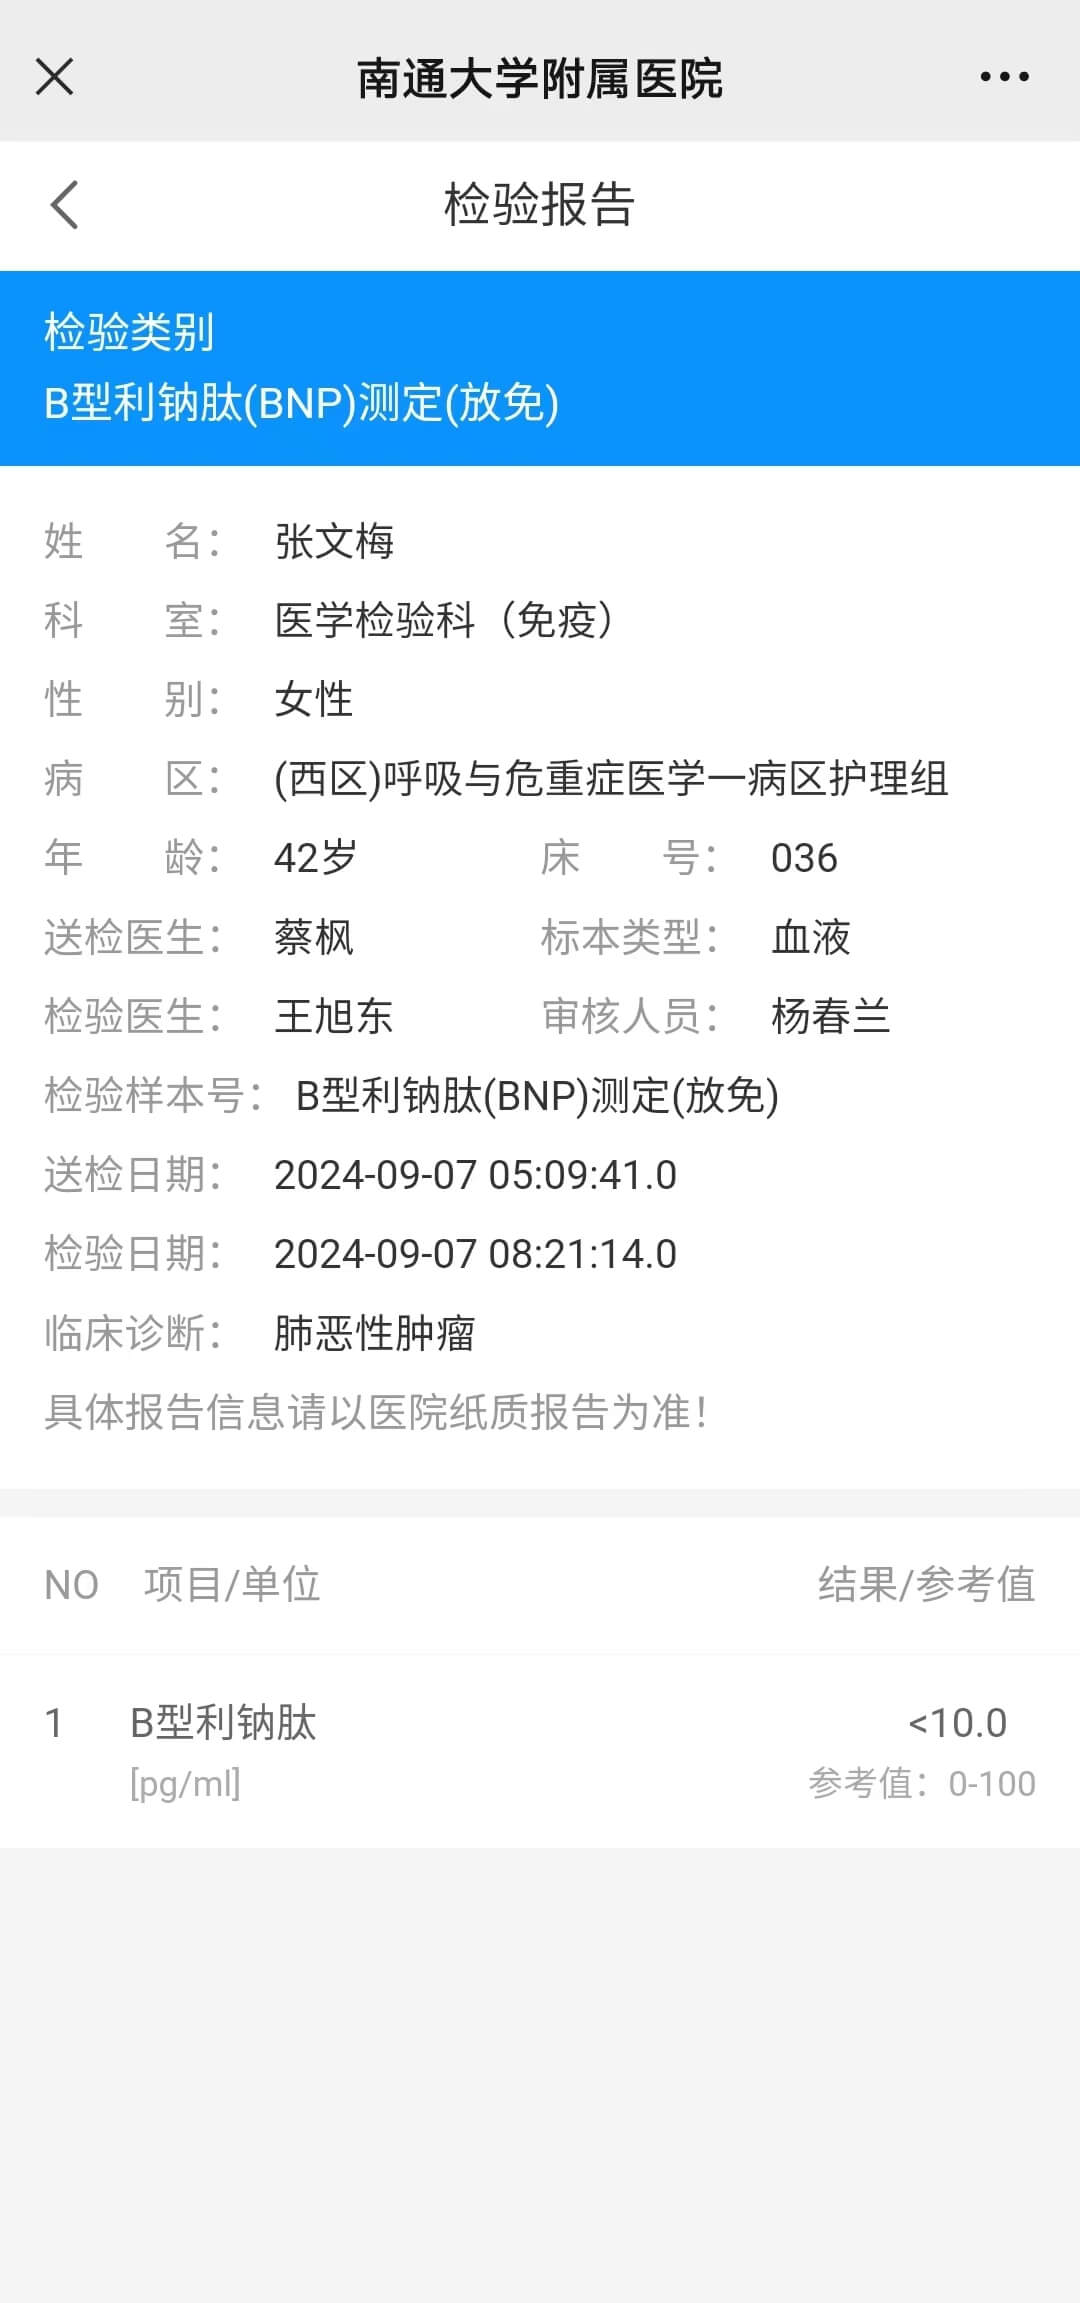 南通大学附属医院
检验报告
检验类别
B型利钠肽(BNP)测定(放免)
姓名： 张文梅
科室： 医学检验科（免疫）
性别： 女性
病区： (西区)呼吸与危重症医学一病区护理组
年龄： 42岁 床号： 036
送检医生： 蔡枫 标本类型： 血液
检验医生： 王旭东 审核人员： 杨春兰
检验样本号： B型利钠肽(BNP)测定(放免)
送检日期： 2024-09-07 05:09:41.0
检验日期： 2024-09-07 08:21:14.0
临床诊断： 肺恶性肿瘤
具体报告信息请以医院纸质报告为准！
NO 项目/单位 结果/参考值
1 B型利钠肽 <10.0
[pg/ml] 参考值：0-100